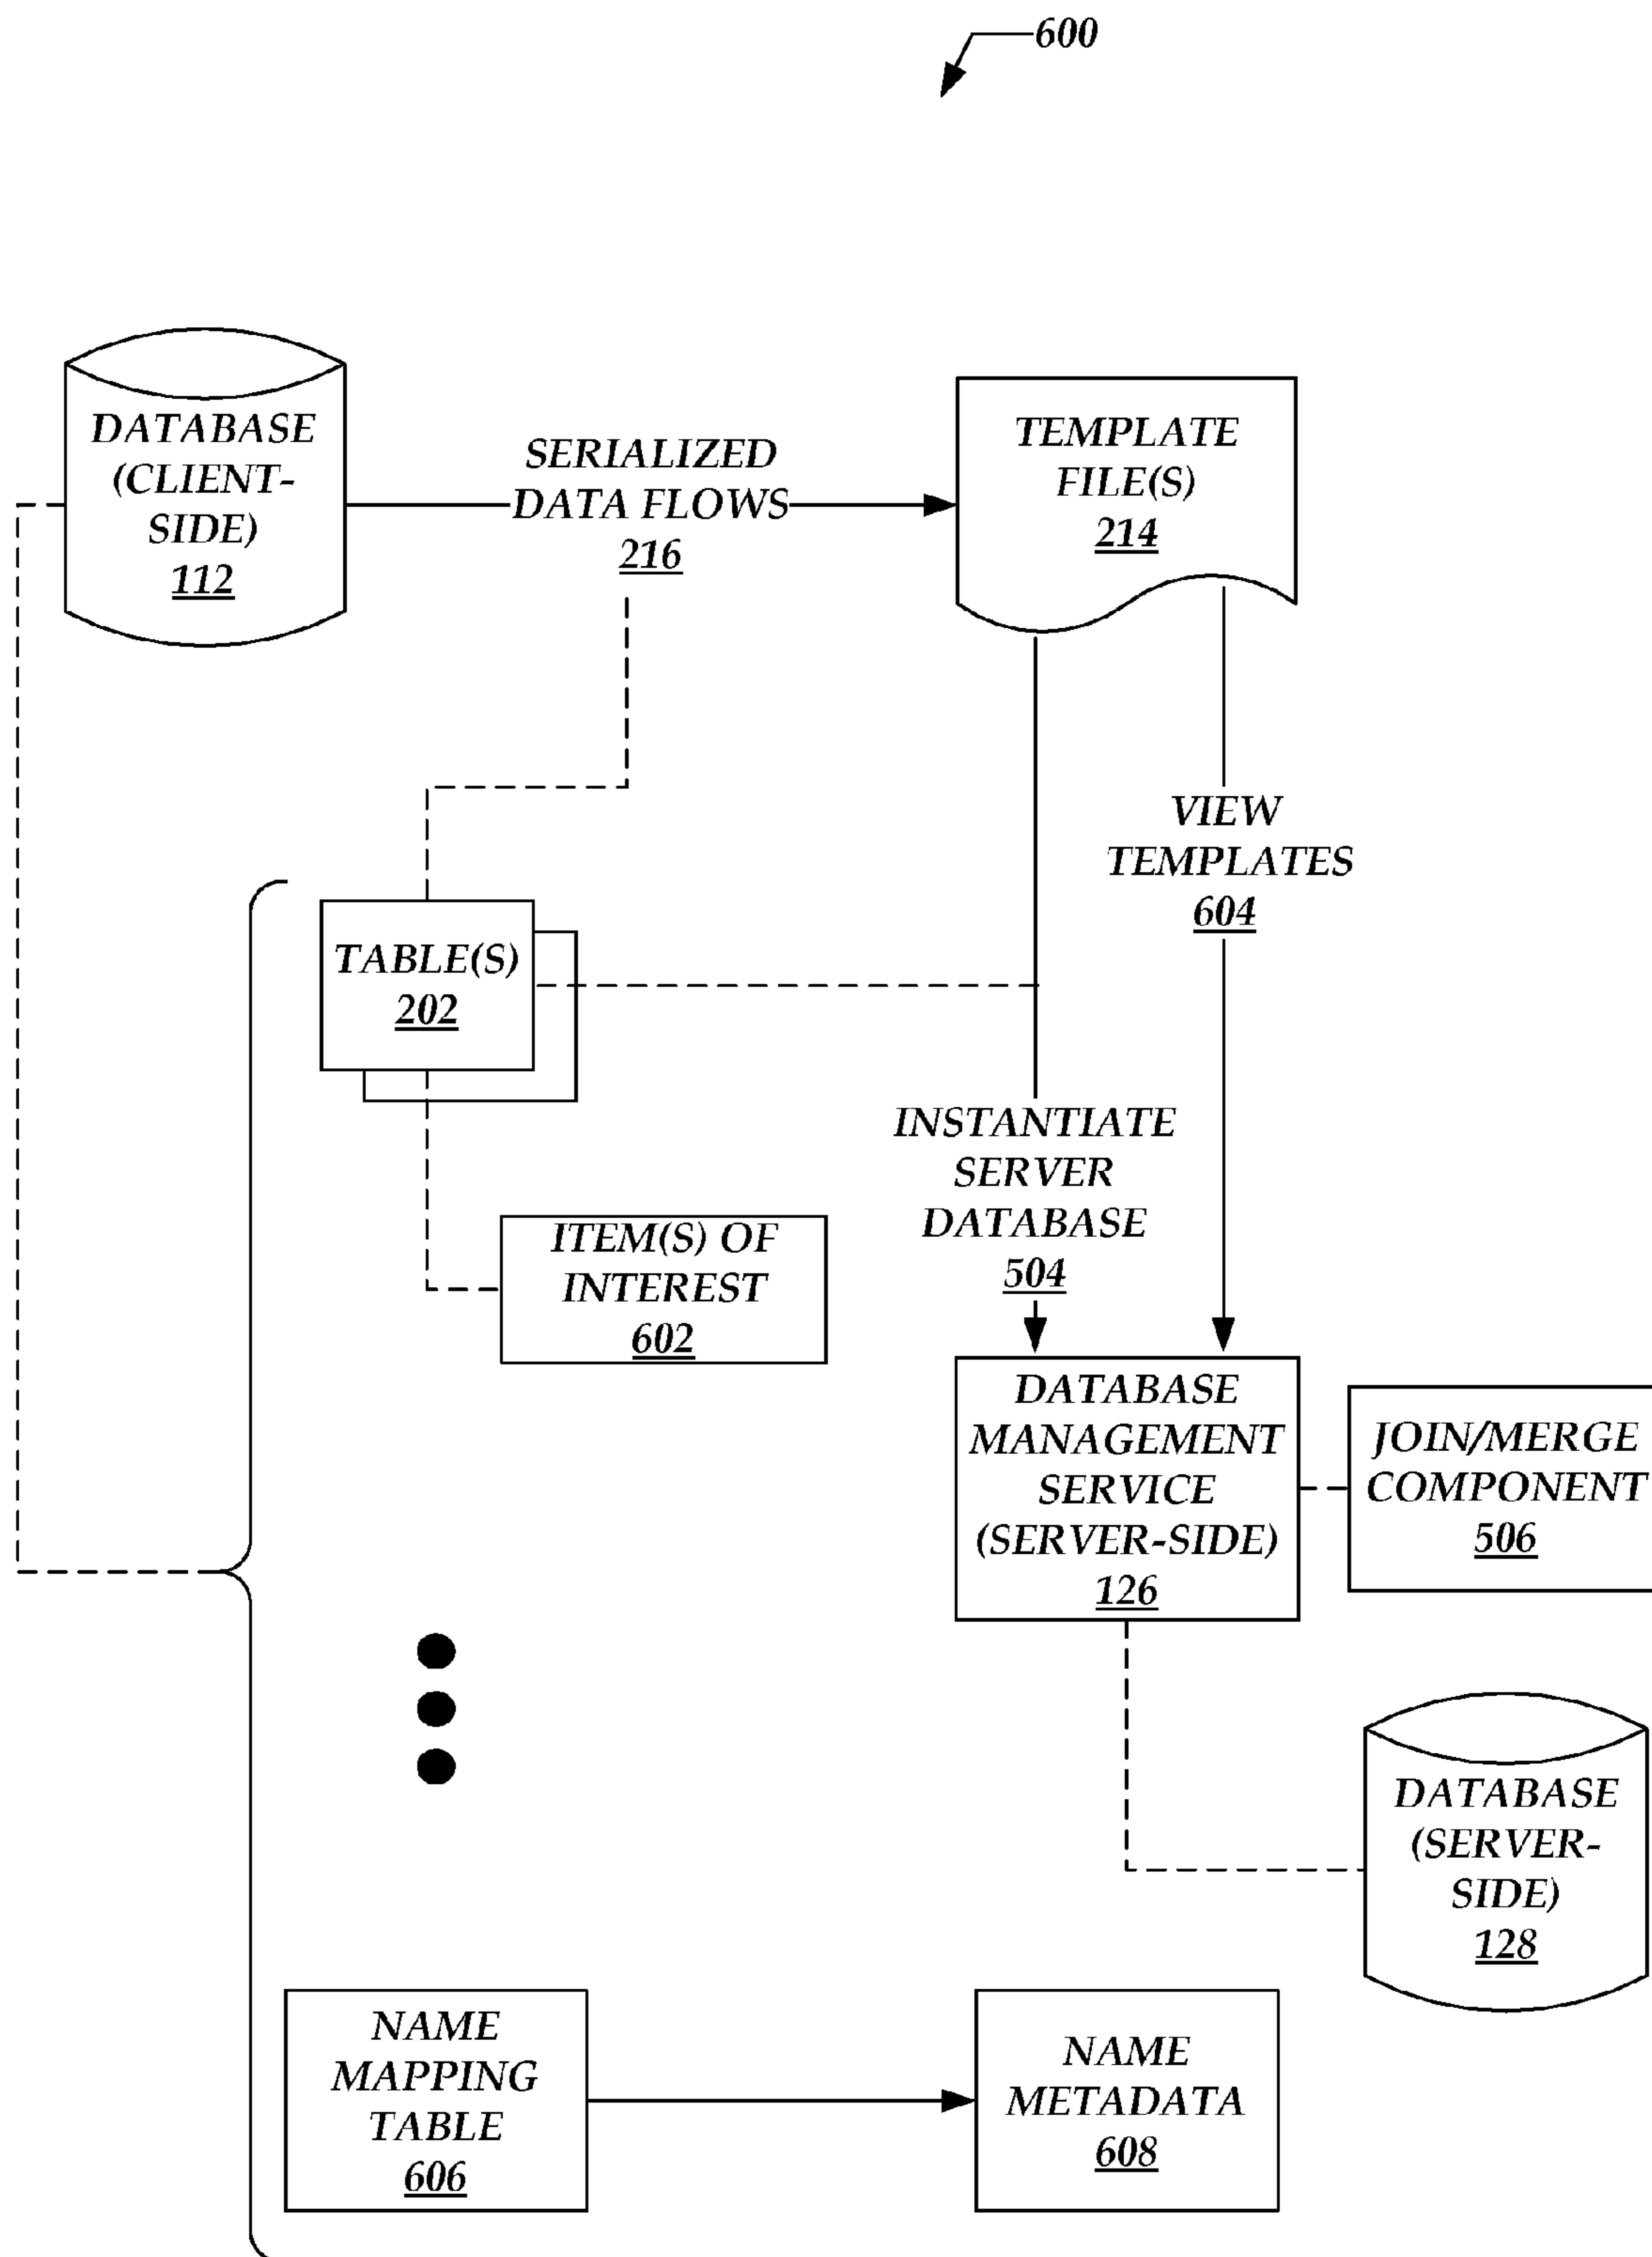 600
DATABASE
(CLIENT-
SIDE)
112
SERIALIZED
DATA FLOWS
216
TEMPLATE
FILE(S)
214
VIEW
TEMPLATES
604
TABLE(S)
202
INSTANTIATE
SERVER
DATABASE
504
ITEM(S) OF
INTEREST
602
DATABASE
MANAGEMENT
SERVICE
(SERVER-SIDE)
126
JOIN/MERGE
COMPONENT
506
DATABASE
(SERVER-
SIDE)
128
NAME
MAPPING
TABLE
606
NAME
METADATA
608